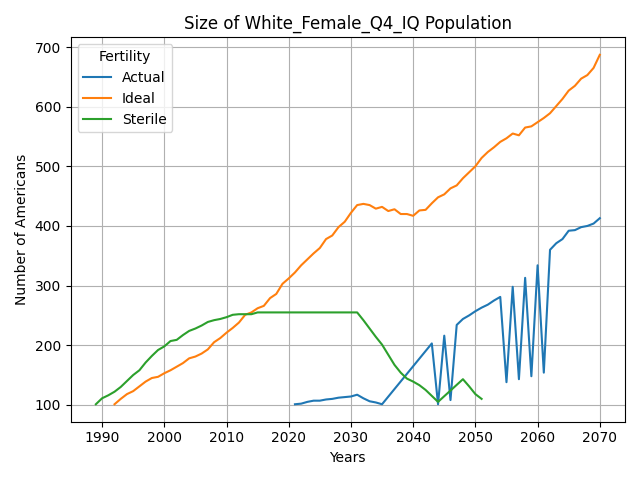 Size of White_Female_Q4_IQ Population
Fertility
Actual
Ideal
Sterile
Number of Americans
700
600
500
400
300
200
100
1990 2000 2010 2020 2030 2040 2050 2060 2070
Years